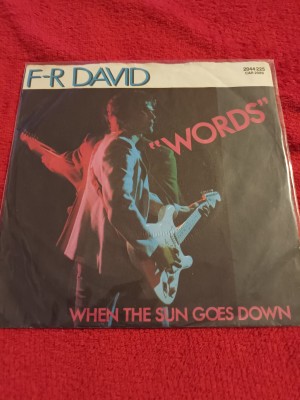 F-R DAVID
2044 225
"WORDS"
WHEN THE SUN GOES DOWN